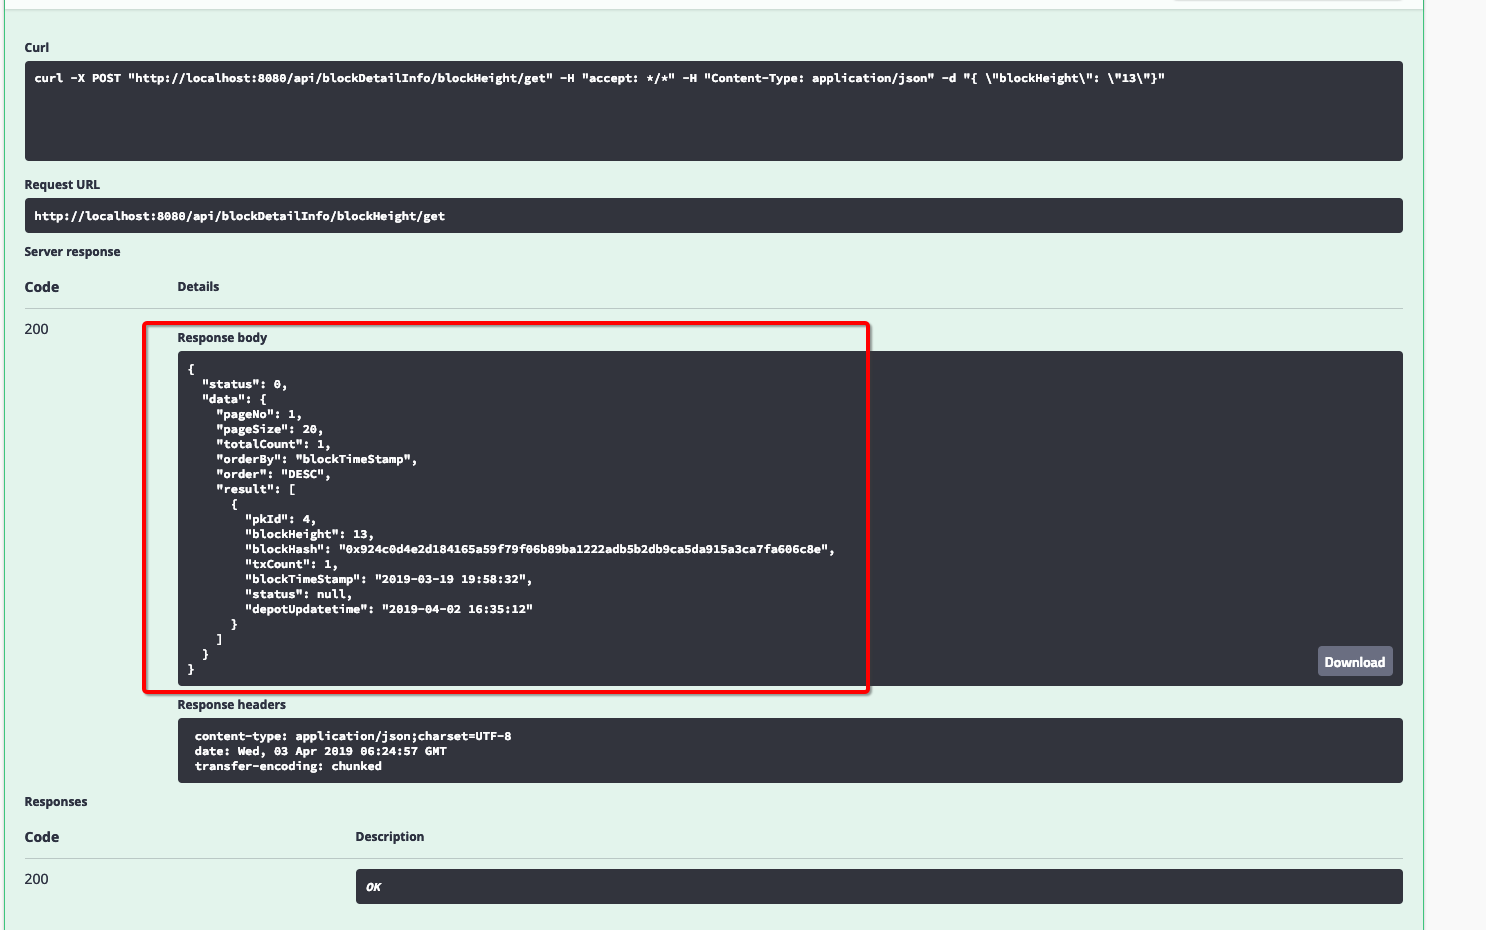 Curl
curl -X POST "http://localhost:8080/api/blockDetailInfo/blockHeight/get" -H "accept: */*" -H "Content-Type: application/json" -d "{ \"blockHeight\": \"13\"}"
Request URL
http://localhost:8080/api/blockDetailInfo/blockHeight/get
Server response
Code Details
200
Response body
{
  "status": 0,
  "data": {
    "pageNo": 1,
    "pageSize": 20,
    "totalCount": 1,
    "orderBy": "blockTimeStamp",
    "order": "DESC",
    "result": [
      {
        "pkId": 4,
        "blockHeight": 13,
        "blockHash": "0x924c0d4e2d184165a59f79f06b89ba1222adb5b2db9ca5da915a3ca7fa606c8e",
        "txCount": 1,
        "blockTimeStamp": "2019-03-19 19:58:32",
        "status": null,
        "depotUpdatetime": "2019-04-02 16:35:12"
      }
    ]
  }
}
Download
Response headers
content-type: application/json;charset=UTF-8
date: Wed, 03 Apr 2019 06:24:57 GMT
transfer-encoding: chunked
Responses
Code Description
200 OK